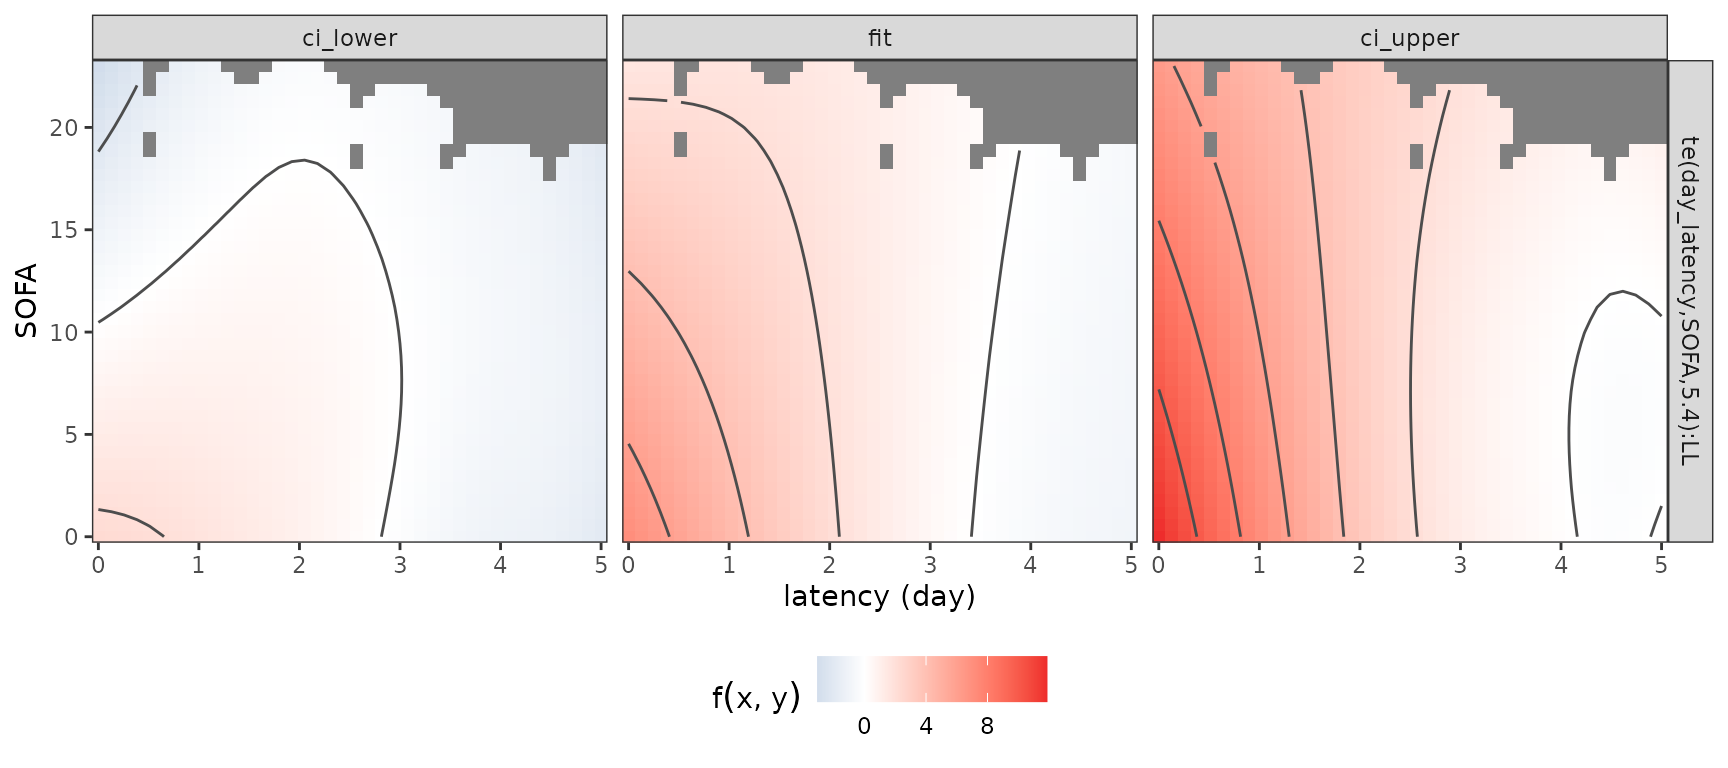 ci_lower
fit
ci_upper
te(day_latency,SOFA,5.4):LL
SOFA
20
15
10
5
0
0 1 2 3 4 5
0 1 2 3 4 5
0 1 2 3 4 5
latency (day)
f(x, y)
0 4 8